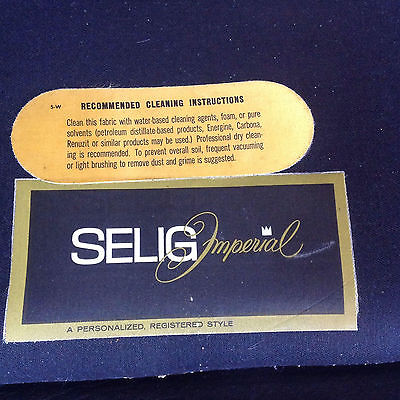 S-W RECOMMENDED CLEANING INSTRUCTIONS
Clean this fabric with water-based cleaning agents, foam, or pure
solvents (petroleum distillate-based products, Energine, Carbona,
Renuzit or similar products may be used.) Professional dry clean-
ing is recommended. To prevent overall soil, frequent vacuuming
or light brushing to remove dust and grime is suggested.
SELIG Imperial
A PERSONALIZED, REGISTERED STYLE